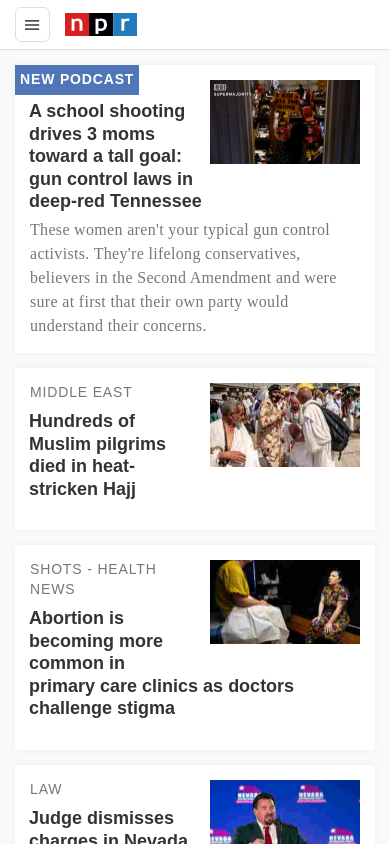 npr
NEW PODCAST
A school shooting
drives 3 moms
toward a tall goal:
gun control laws in
deep-red Tennessee
SUPERMAJORITY
These women aren't your typical gun control
activists. They're lifelong conservatives,
believers in the Second Amendment and were
sure at first that their own party would
understand their concerns.
MIDDLE EAST
Hundreds of
Muslim pilgrims
died in heat-
stricken Hajj
SHOTS - HEALTH
NEWS
Abortion is
becoming more
common in
primary care clinics as doctors
challenge stigma
LAW
Judge dismisses
charges in Nevada
NEVADA
NEVADA